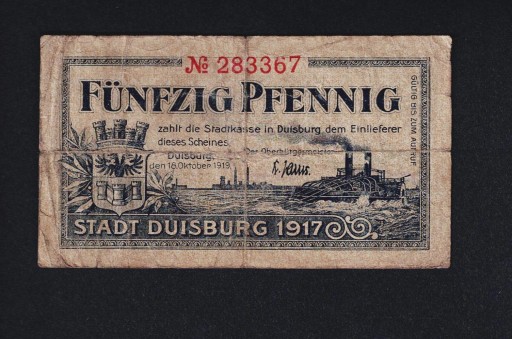 № 283367
FÜNFZIG PFENNIG
zahlt die Stadtkasse in Duisburg dem Einlieferer
dieses Scheines.
Duisburg, Der Oberbürgermeister
den 18. Oktober 1919
STADT DUISBURG 1917
GÜLTIG BIS ZUM AUFRUF